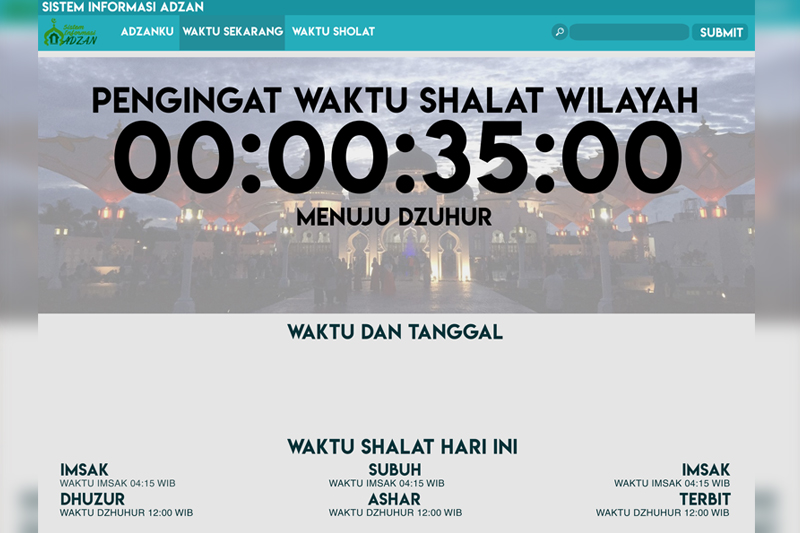 SISTEM INFORMASI ADZAN
Sistem
Informasi
ADZAN
ADZANKU WAKTU SEKARANG WAKTU SHOLAT
SUBMIT
PENGINGAT WAKTU SHALAT WILAYAH
00:00:35:00
MENUJU DZUHUR
WAKTU DAN TANGGAL
WAKTU SHALAT HARI INI
IMSAK SUBUH IMSAK
WAKTU IMSAK 04:15 WIB WAKTU IMSAK 04:15 WIB WAKTU IMSAK 04:15 WIB
DHUZUR ASHAR TERBIT
WAKTU DZHUHUR 12:00 WIB WAKTU DZHUHUR 12:00 WIB WAKTU DZHUHUR 12:00 WIB